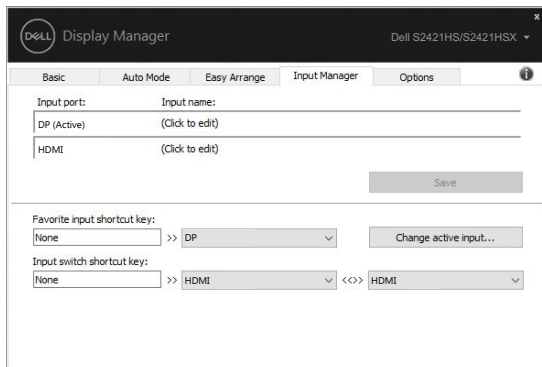 x
DELL Display Manager Dell S2421HS/S2421HSX
Basic Auto Mode Easy Arrange Input Manager Options i
Input port: Input name:
DP (Active) (Click to edit)
HDMI (Click to edit)
Save
Favorite input shortcut key:
None >> DP Change active input...
Input switch shortcut key:
None >> HDMI <<>> HDMI